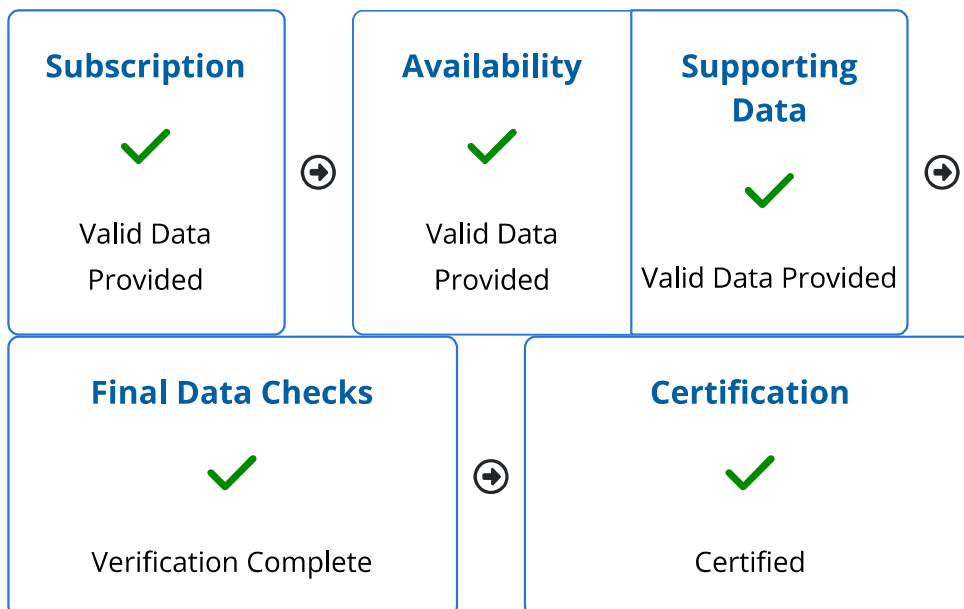 Subscription
Valid Data
Provided
Availability
Valid Data
Provided
Supporting
Data
Valid Data Provided
Final Data Checks
Verification Complete
Certification
Certified